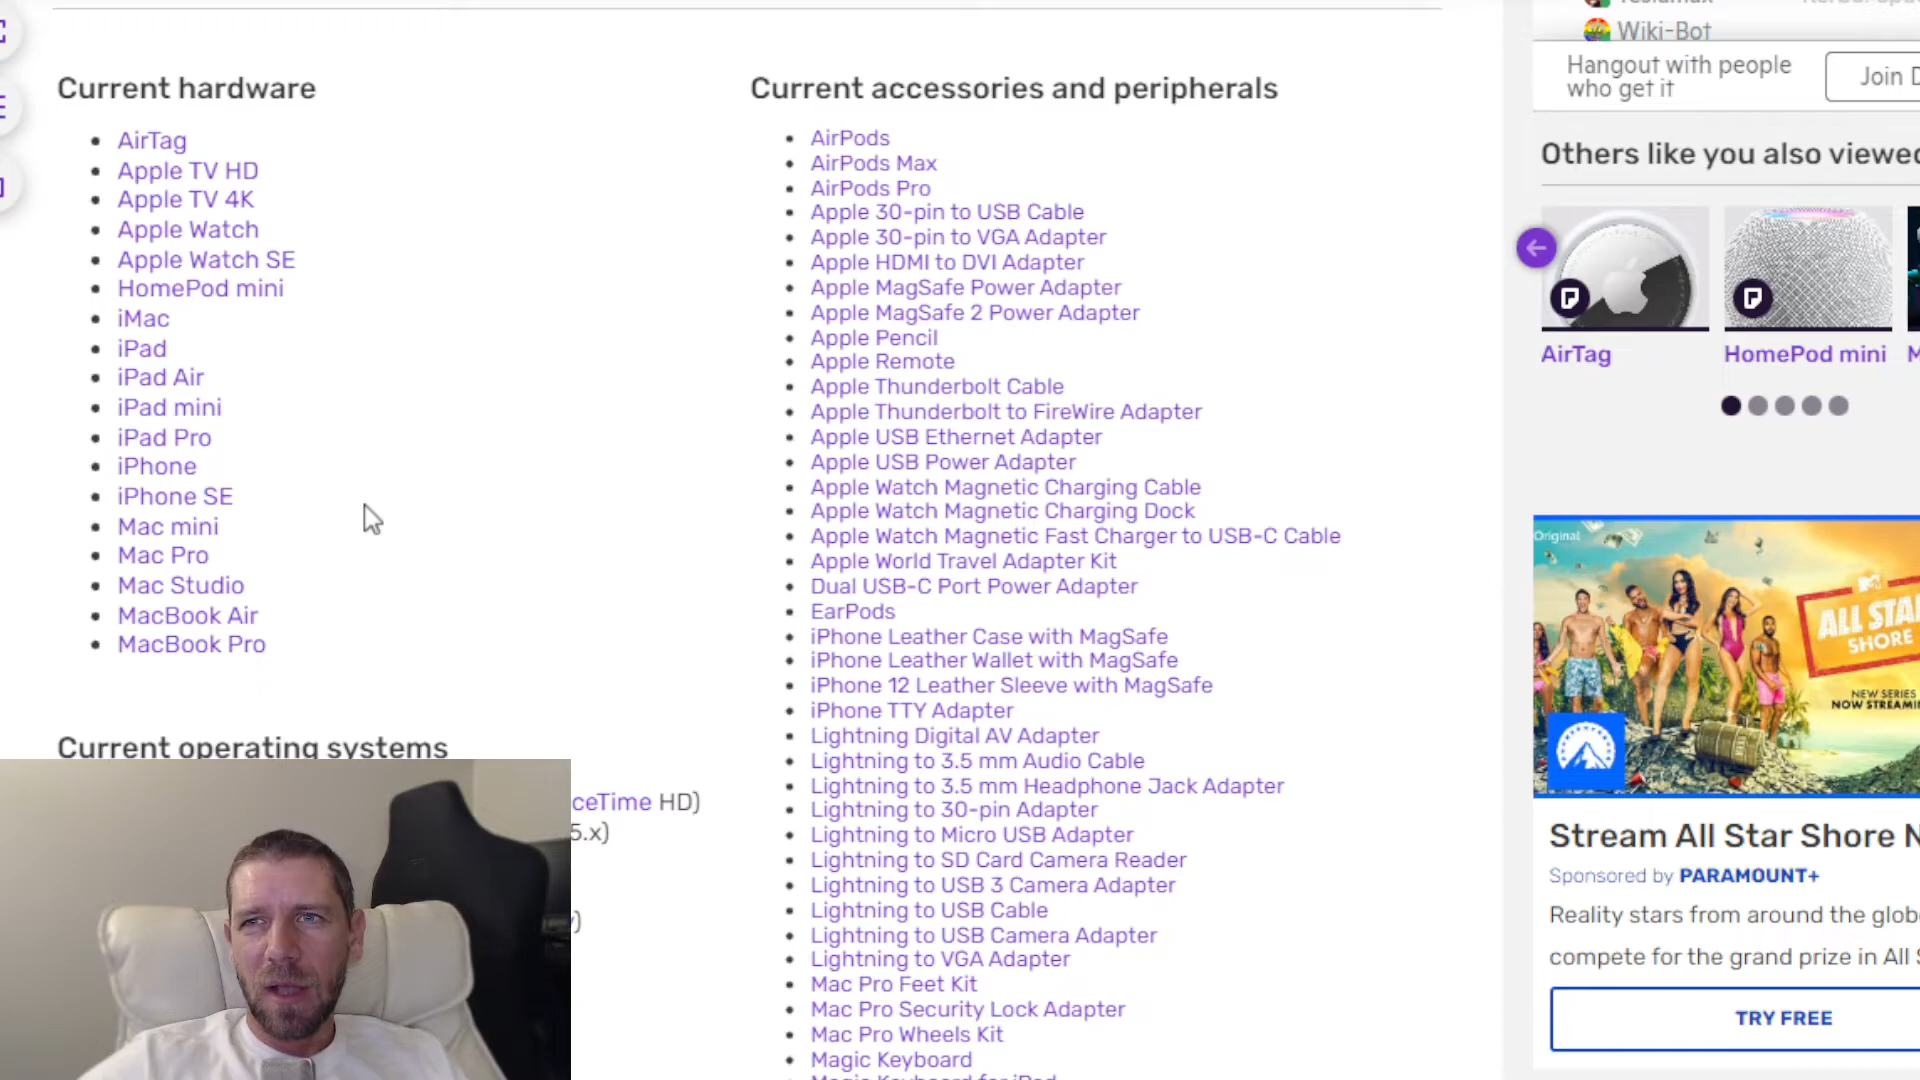 Current hardware
AirTag
Apple TV HD
Apple TV 4K
Apple Watch
Apple Watch SE
HomePod mini
iMac
iPad
iPad Air
iPad mini
iPad Pro
iPhone
iPhone SE
Mac mini
Mac Pro
Mac Studio
MacBook Air
MacBook Pro
Current operating systems
ceTime HD)
5.x)
Current accessories and peripherals
AirPods
AirPods Max
AirPods Pro
Apple 30-pin to USB Cable
Apple 30-pin to VGA Adapter
Apple HDMI to DVI Adapter
Apple MagSafe Power Adapter
Apple MagSafe 2 Power Adapter
Apple Pencil
Apple Remote
Apple Thunderbolt Cable
Apple Thunderbolt to FireWire Adapter
Apple USB Ethernet Adapter
Apple USB Power Adapter
Apple Watch Magnetic Charging Cable
Apple Watch Magnetic Charging Dock
Apple Watch Magnetic Fast Charger to USB-C Cable
Apple World Travel Adapter Kit
Dual USB-C Port Power Adapter
EarPods
iPhone Leather Case with MagSafe
iPhone Leather Wallet with MagSafe
iPhone 12 Leather Sleeve with MagSafe
iPhone TTY Adapter
Lightning Digital AV Adapter
Lightning to 3.5 mm Audio Cable
Lightning to 3.5 mm Headphone Jack Adapter
Lightning to 30-pin Adapter
Lightning to Micro USB Adapter
Lightning to SD Card Camera Reader
Lightning to USB 3 Camera Adapter
Lightning to USB Cable
Lightning to USB Camera Adapter
Lightning to VGA Adapter
Mac Pro Feet Kit
Mac Pro Security Lock Adapter
Mac Pro Wheels Kit
Magic Keyboard
Magic Keyboard for iPad
Wiki-Bot
Hangout with people
who get it
Join D
Others like you also viewed
AirTag
HomePod mini
M
Original
MTV
ALL STA
SHORE
NEW SERIES
NOW STREAMIN
Stream All Star Shore N
Sponsored by PARAMOUNT+
Reality stars from around the globe
compete for the grand prize in All S
TRY FREE